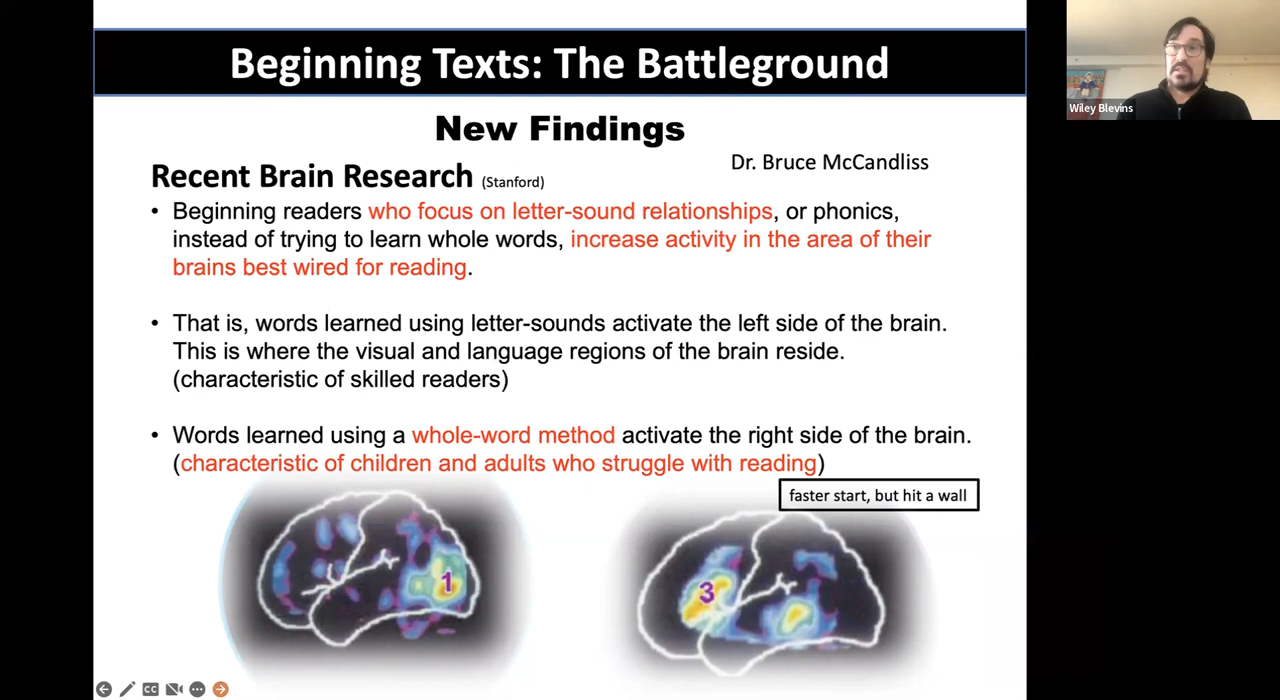 Beginning Texts: The Battleground
Wiley Blevins
New Findings
Dr. Bruce McCandliss
Recent Brain Research (Stanford)
• Beginning readers who focus on letter-sound relationships, or phonics,
instead of trying to learn whole words, increase activity in the area of their
brains best wired for reading.
• That is, words learned using letter-sounds activate the left side of the brain.
This is where the visual and language regions of the brain reside.
(characteristic of skilled readers)
• Words learned using a whole-word method activate the right side of the brain.
(characteristic of children and adults who struggle with reading)
faster start, but hit a wall
1
3
CC